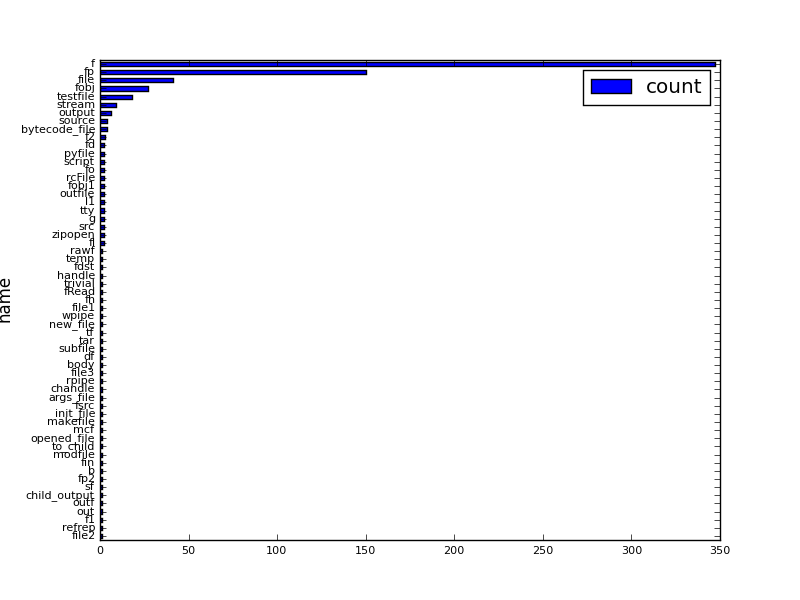 f
fp
file
fobj
testfile
stream
output
source
bytecode_file
f2
fd
pyfile
script
fo
rcFile
fobj1
outfile
l1
tty
g
src
zipopen
fl
rawf
temp
fdst
handle
trivial
fRead
fh
file1
wpipe
new_file
tf
tar
subfile
df
body
file3
rpipe
chandle
args_file
fsrc
init_file
makefile
mcf
opened_file
to_child
modfile
fin
b
fp2
sf
child_output
outf
out
f1
refrep
file2
name
count
0 50 100 150 200 250 300 350